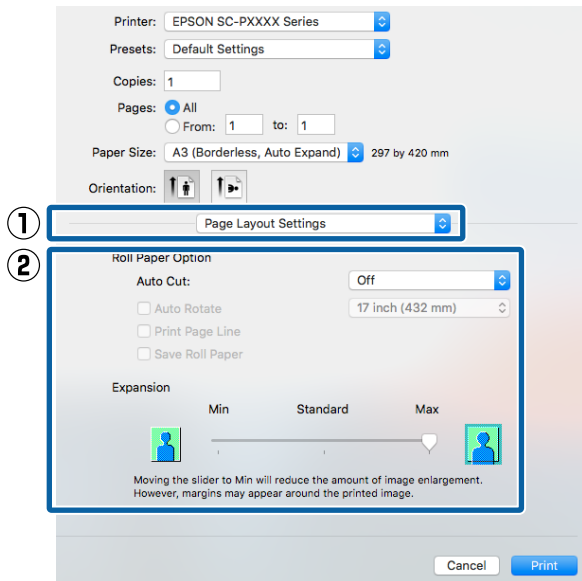 Printer: EPSON SC-PXXXX Series
Presets: Default Settings
Copies: 1
Pages: All
From: 1 to: 1
Paper Size: A3 (Borderless, Auto Expand) 297 by 420 mm
Orientation:
① Page Layout Settings
②
Roll Paper Option
Auto Cut: Off
Auto Rotate 17 inch (432 mm)
Print Page Line
Save Roll Paper
Expansion
Min Standard Max
Moving the slider to Min will reduce the amount of image enlargement.
However, margins may appear around the printed image.
Cancel Print